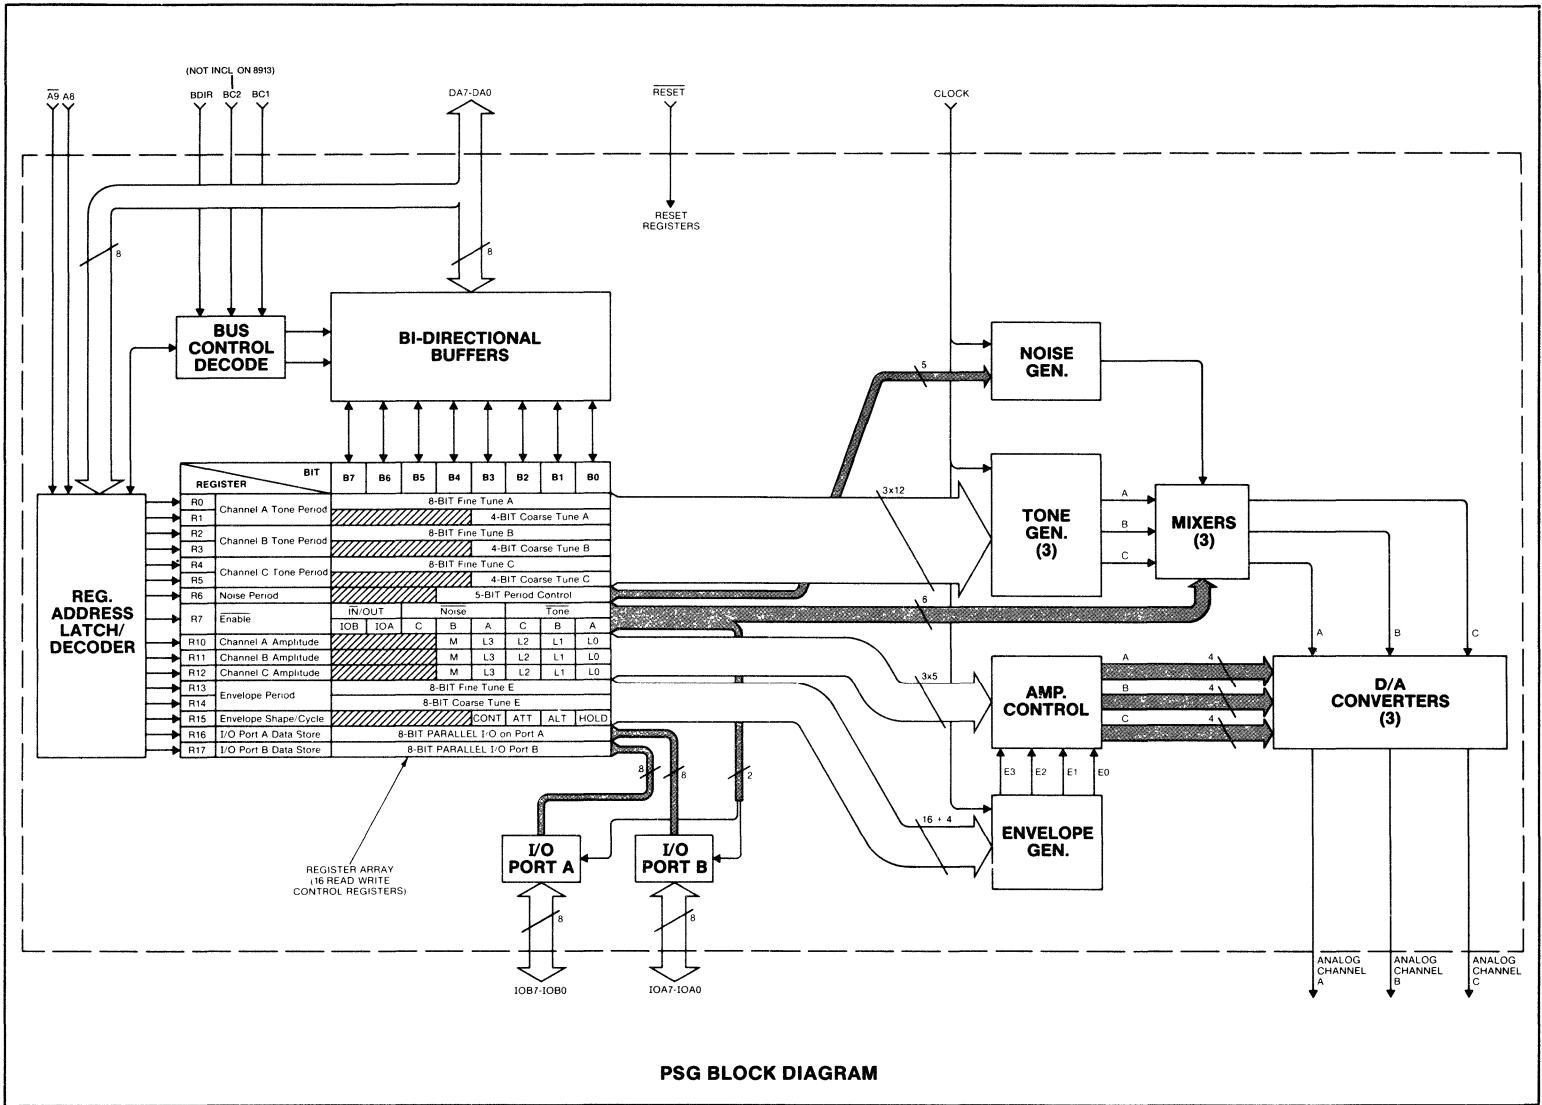 (NOT INCL ON 8913)
A9 A8
BDIR BC2 BC1
DA7-DA0
RESET
CLOCK
RESET
REGISTERS
8
8
BUS
CONTROL
DECODE
BI-DIRECTIONAL
BUFFERS
NOISE
GEN.
5
REGISTER
BIT
B7 B6 B5 B4 B3 B2 B1 B0
R0 Channel A Tone Period 8-BIT Fine Tune A
R1 4-BIT Coarse Tune A
R2 Channel B Tone Period 8-BIT Fine Tune B
R3 4-BIT Coarse Tune B
R4 Channel C Tone Period 8-BIT Fine Tune C
R5 4-BIT Coarse Tune C
R6 Noise Period 5-BIT Period Control
R7 Enable IN/OUT Noise Tone
IOB IOA C B A C B A
R10 Channel A Amplitude M L3 L2 L1 L0
R11 Channel B Amplitude M L3 L2 L1 L0
R12 Channel C Amplitude M L3 L2 L1 L0
R13 Envelope Period 8-BIT Fine Tune E
R14 8-BIT Coarse Tune E
R15 Envelope Shape/Cycle CONT ATT ALT HOLD
R16 I/O Port A Data Store 8-BIT PARALLEL I/O on Port A
R17 I/O Port B Data Store 8-BIT PARALLEL I/O Port B
REG.
ADDRESS
LATCH/
DECODER
3x12
TONE
GEN.
(3)
A
B
C
MIXERS
(3)
6
A
B
C
3x5
AMP.
CONTROL
A 4
B 4
C 4
D/A
CONVERTERS
(3)
E3 E2 E1 E0
16 + 4
ENVELOPE
GEN.
8
8
2
I/O
PORT A
I/O
PORT B
REGISTER ARRAY
(16 READ WRITE
CONTROL REGISTERS)
8
8
IOB7-IOB0
IOA7-IOA0
ANALOG
CHANNEL
A
ANALOG
CHANNEL
B
ANALOG
CHANNEL
C
PSG BLOCK DIAGRAM